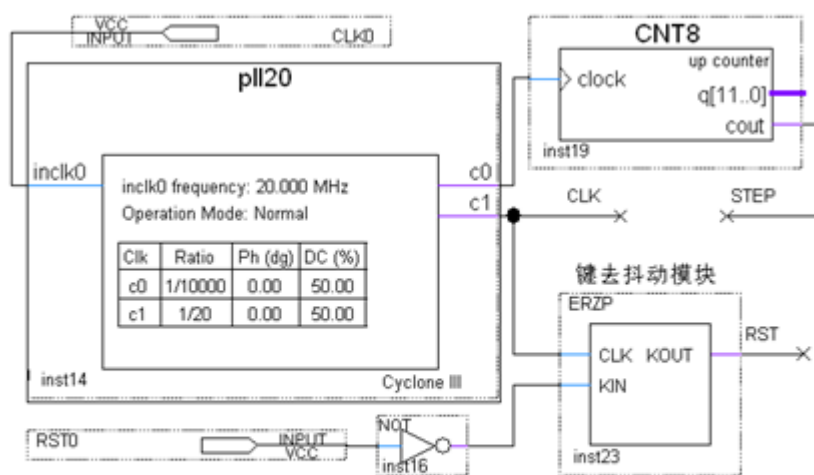 VCC
INPUT
CLK0
pll20
inclk0
inclk0 frequency: 20.000 MHz
Operation Mode: Normal
Clk Ratio Ph (dg) DC (%)
c0 1/10000 0.00 50.00
c1 1/20 0.00 50.00
c0
c1
inst14
Cyclone III
CNT8
up counter
clock
q[11..0]
cout
inst19
CLK
STEP
键去抖动模块
ERZP
CLK KOUT
KIN
RST
inst23
RST0
INPUT
VCC
NOT
inst16